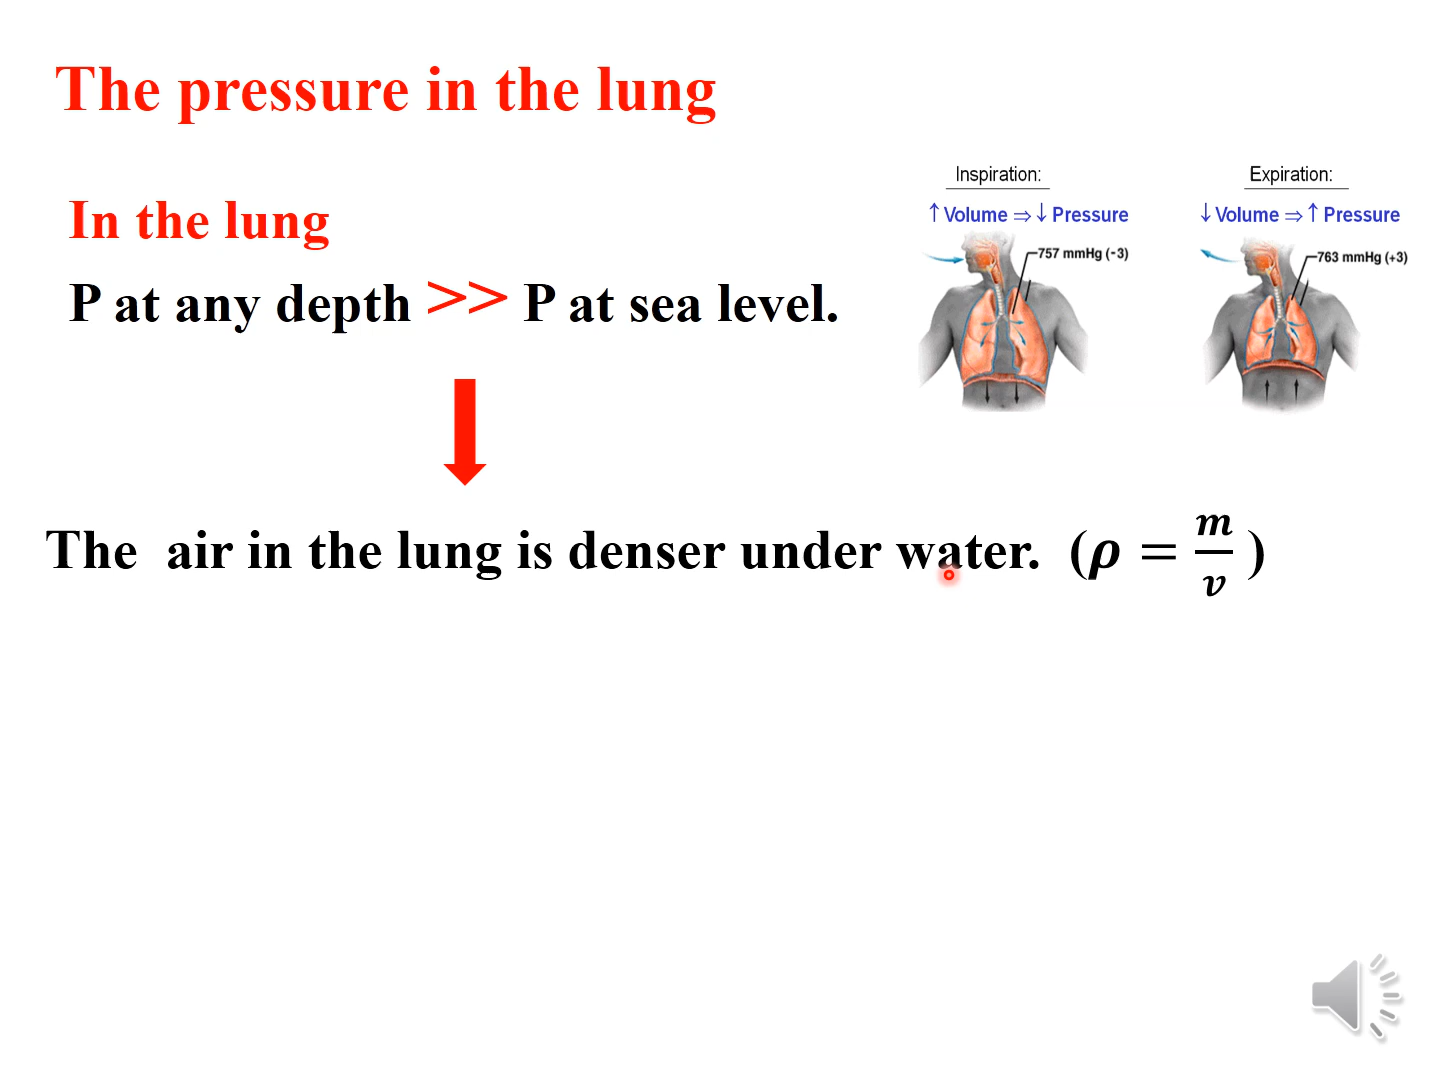 The pressure in the lung
In the lung
P at any depth >> P at sea level.
Inspiration:
↑ Volume ⇒ ↓ Pressure
757 mmHg (-3)
Expiration:
↓ Volume ⇒ ↑ Pressure
763 mmHg (+3)
The air in the lung is denser under water. (ρ = m/v )